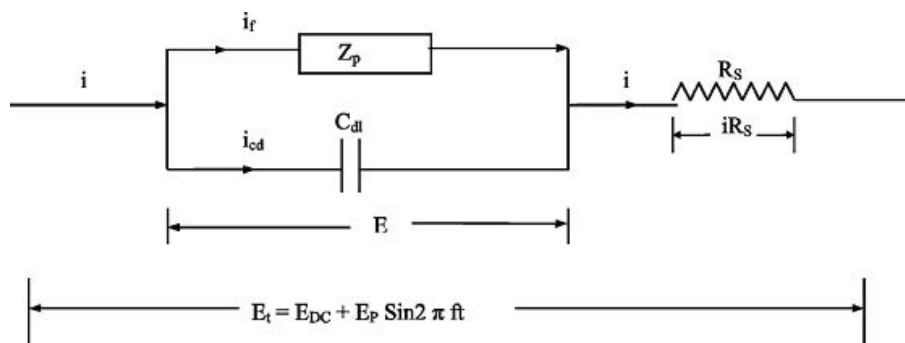 i_f
Z_p
i
i
R_S
C_dl
i_cd
iR_S
E
E_t = E_DC + E_P Sin2 π ft